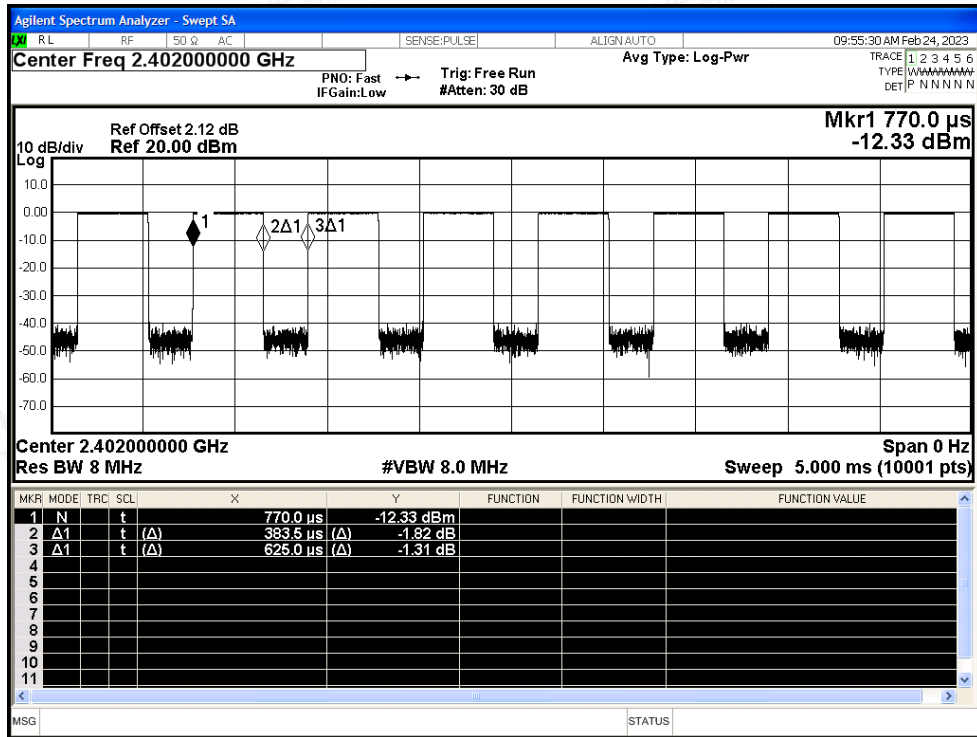 Agilent Spectrum Analyzer - Swept SA
LXI RL RF 50 Ω AC SENSE:PULSE ALIGN AUTO 09:55:30 AM Feb 24, 2023
Center Freq 2.402000000 GHz
PNO: Fast
IFGain:Low
Trig: Free Run
#Atten: 30 dB
Avg Type: Log-Pwr
TRACE 1 2 3 4 5 6
TYPE W
DET P N N N N N
Mkr1 770.0 µs
-12.33 dBm
Ref Offset 2.12 dB
10 dB/div Ref 20.00 dBm
Log
10.0
0.00
-10.0
-20.0
-30.0
-40.0
-50.0
-60.0
-70.0
1
2Δ1
3Δ1
Center 2.402000000 GHz Span 0 Hz
Res BW 8 MHz #VBW 8.0 MHz Sweep 5.000 ms (10001 pts)
MKR MODE TRC SCL X Y FUNCTION FUNCTION WIDTH FUNCTION VALUE
1 N t 770.0 µs -12.33 dBm
2 Δ1 t (Δ) 383.5 µs (Δ) -1.82 dB
3 Δ1 t (Δ) 625.0 µs (Δ) -1.31 dB
4
5
6
7
8
9
10
11
MSG STATUS